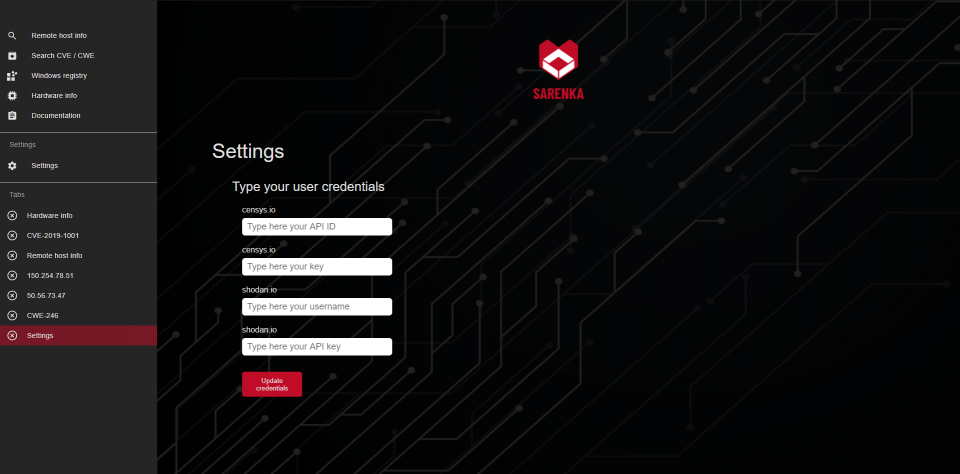 Remote host info
Search CVE / CWE
Windows registry
Hardware info
Documentation
Settings
Settings
Tabs
Hardware info
CVE-2019-1001
Remote host info
150.254.78.51
50.56.73.47
CWE-246
Settings
SARENKA
Settings
Type your user credentials
censys.io
Type here your API ID
censys.io
Type here your key
shodan.io
Type here your username
shodan.io
Type here your API key
Update
credentials